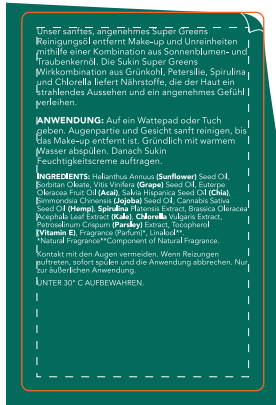 Unser sanftes, angenehmes Super Greens
Reinigungsöl entfernt Make-up und Unreinheiten
mithilfe einer Kombination aus Sonnenblumen- und
Traubenkernöl. Die Sukin Super Greens
Wirkkombination aus Grünkohl, Petersilie, Spirulina
und Chlorella liefert Nährstoffe, die der Haut ein
strahlendes Aussehen und ein angenehmes Gefühl
verleihen.
ANWENDUNG: Auf ein Wattepad oder Tuch
geben. Augenpartie und Gesicht sanft reinigen, bis
das Make-up entfernt ist. Gründlich mit warmem
Wasser abspülen. Danach Sukin
Feuchtigkeitscreme auftragen.
INGREDIENTS: Helianthus Annuus (Sunflower) Seed Oil,
Sorbitan Oleate, Vitis Vinifera (Grape) Seed Oil, Euterpe
Oleracea Fruit Oil (Acai), Salvia Hispanica Seed Oil (Chia),
Simmondsia Chinensis (Jojoba) Seed Oil, Cannabis Sativa
Seed Oil (Hemp), Spirulina Platensis Extract, Brassica Oleracea
Acephala Leaf Extract (Kale), Chlorella Vulgaris Extract,
Petroselinum Crispum (Parsley) Extract, Tocopherol
(Vitamin E), Fragrance (Parfum)*, Linalool**.
*Natural Fragrance**Component of Natural Fragrance.
Kontakt mit den Augen vermeiden. Wenn Reizungen
auftreten, sofort spülen und die Anwendung abbrechen. Nur
zur äußerlichen Anwendung.
UNTER 30° C AUFBEWAHREN.